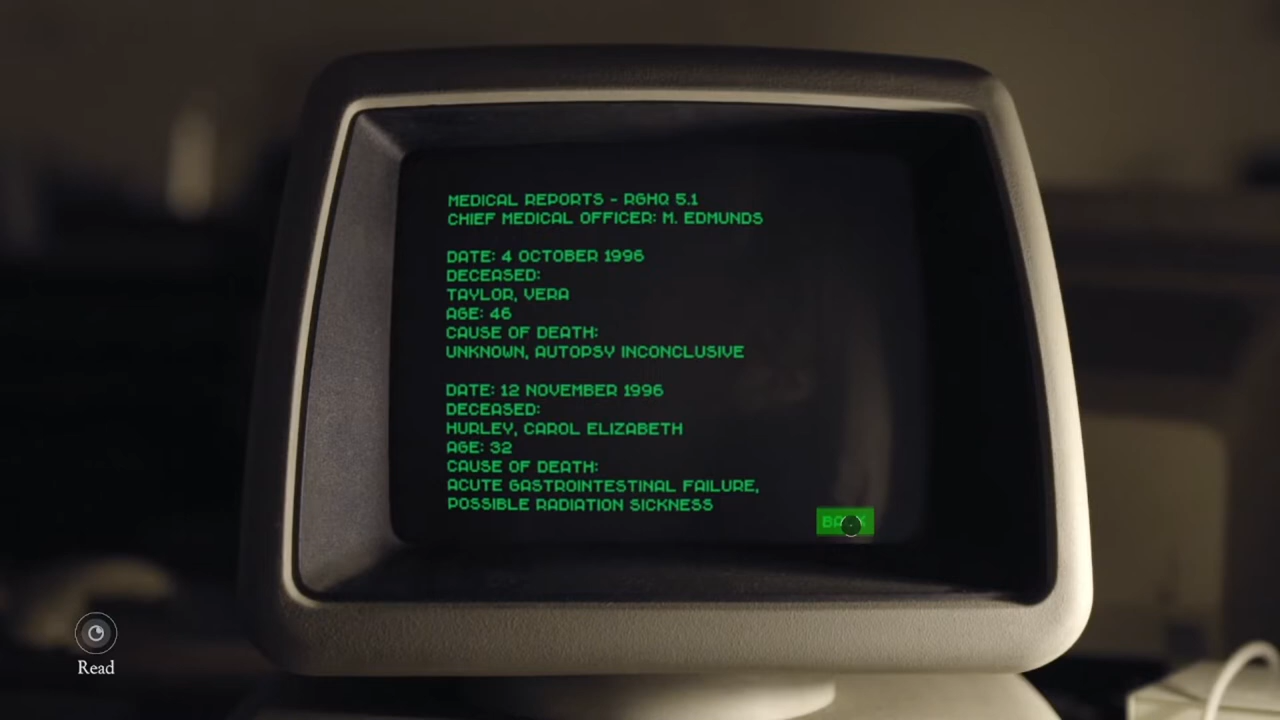 MEDICAL REPORTS - RGHQ 5.1
CHIEF MEDICAL OFFICER: M. EDMUNDS
DATE: 4 OCTOBER 1996
DECEASED:
TAYLOR, VERA
AGE: 46
CAUSE OF DEATH:
UNKNOWN, AUTOPSY INCONCLUSIVE
DATE: 12 NOVEMBER 1996
DECEASED:
HURLEY, CAROL ELIZABETH
AGE: 32
CAUSE OF DEATH:
ACUTE GASTROINTESTINAL FAILURE,
POSSIBLE RADIATION SICKNESS
Read